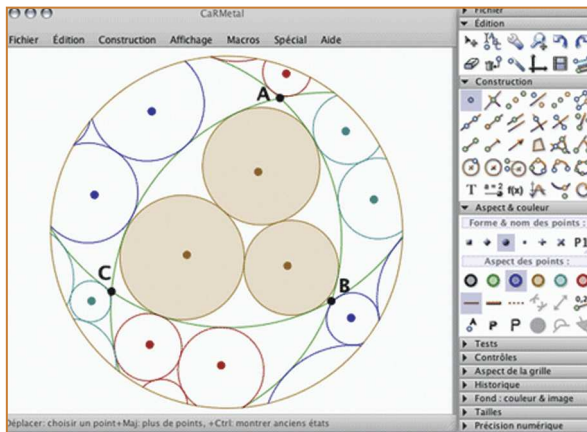 CaRMetal
Fichier Édition Construction Affichage Macros Spécial Aide
A
B
C
Déplacer: choisir un point+Maj: plus de points, +Ctrl: montrer anciens états
Fichier
Édition
Construction
T a=2 f(x)
Aspect & couleur
Forme & nom des points :
P1
Aspect des points :
A P P
Tests
Contrôles
Aspect de la grille
Historique
Fond : couleur & image
Tailles
Précision numérique